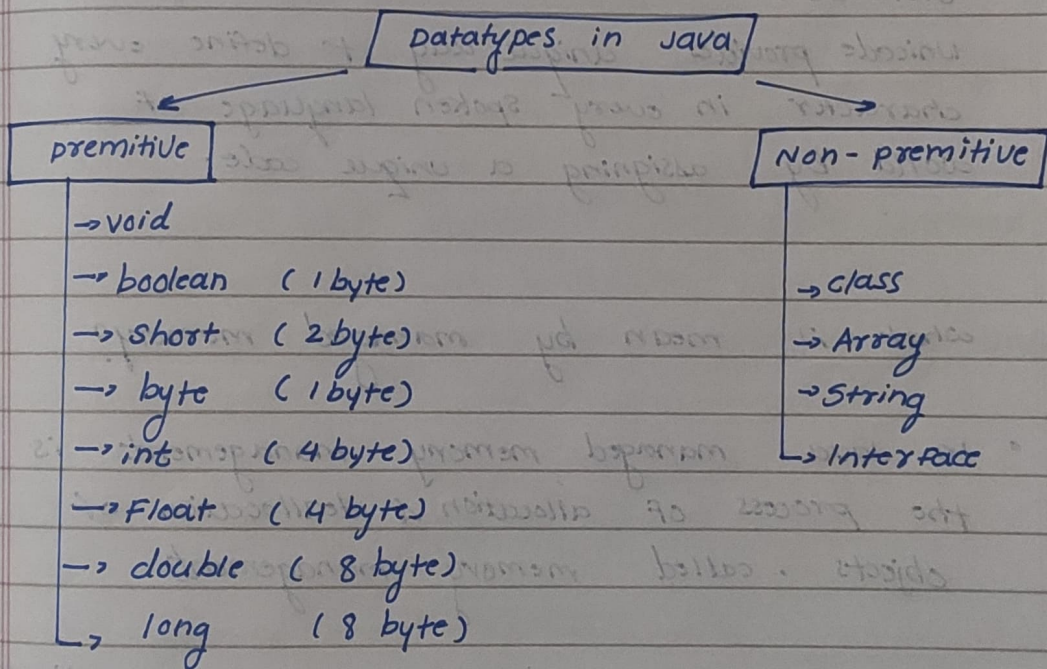 Datatypes in Java
premitive
Non-premitive
→ void
→ boolean (1 byte)
→ short (2 byte)
→ byte (1 byte)
→ int (4 byte)
→ Float (4 byte)
→ double (8 byte)
→ long (8 byte)
→ class
→ Array
→ String
→ Interface